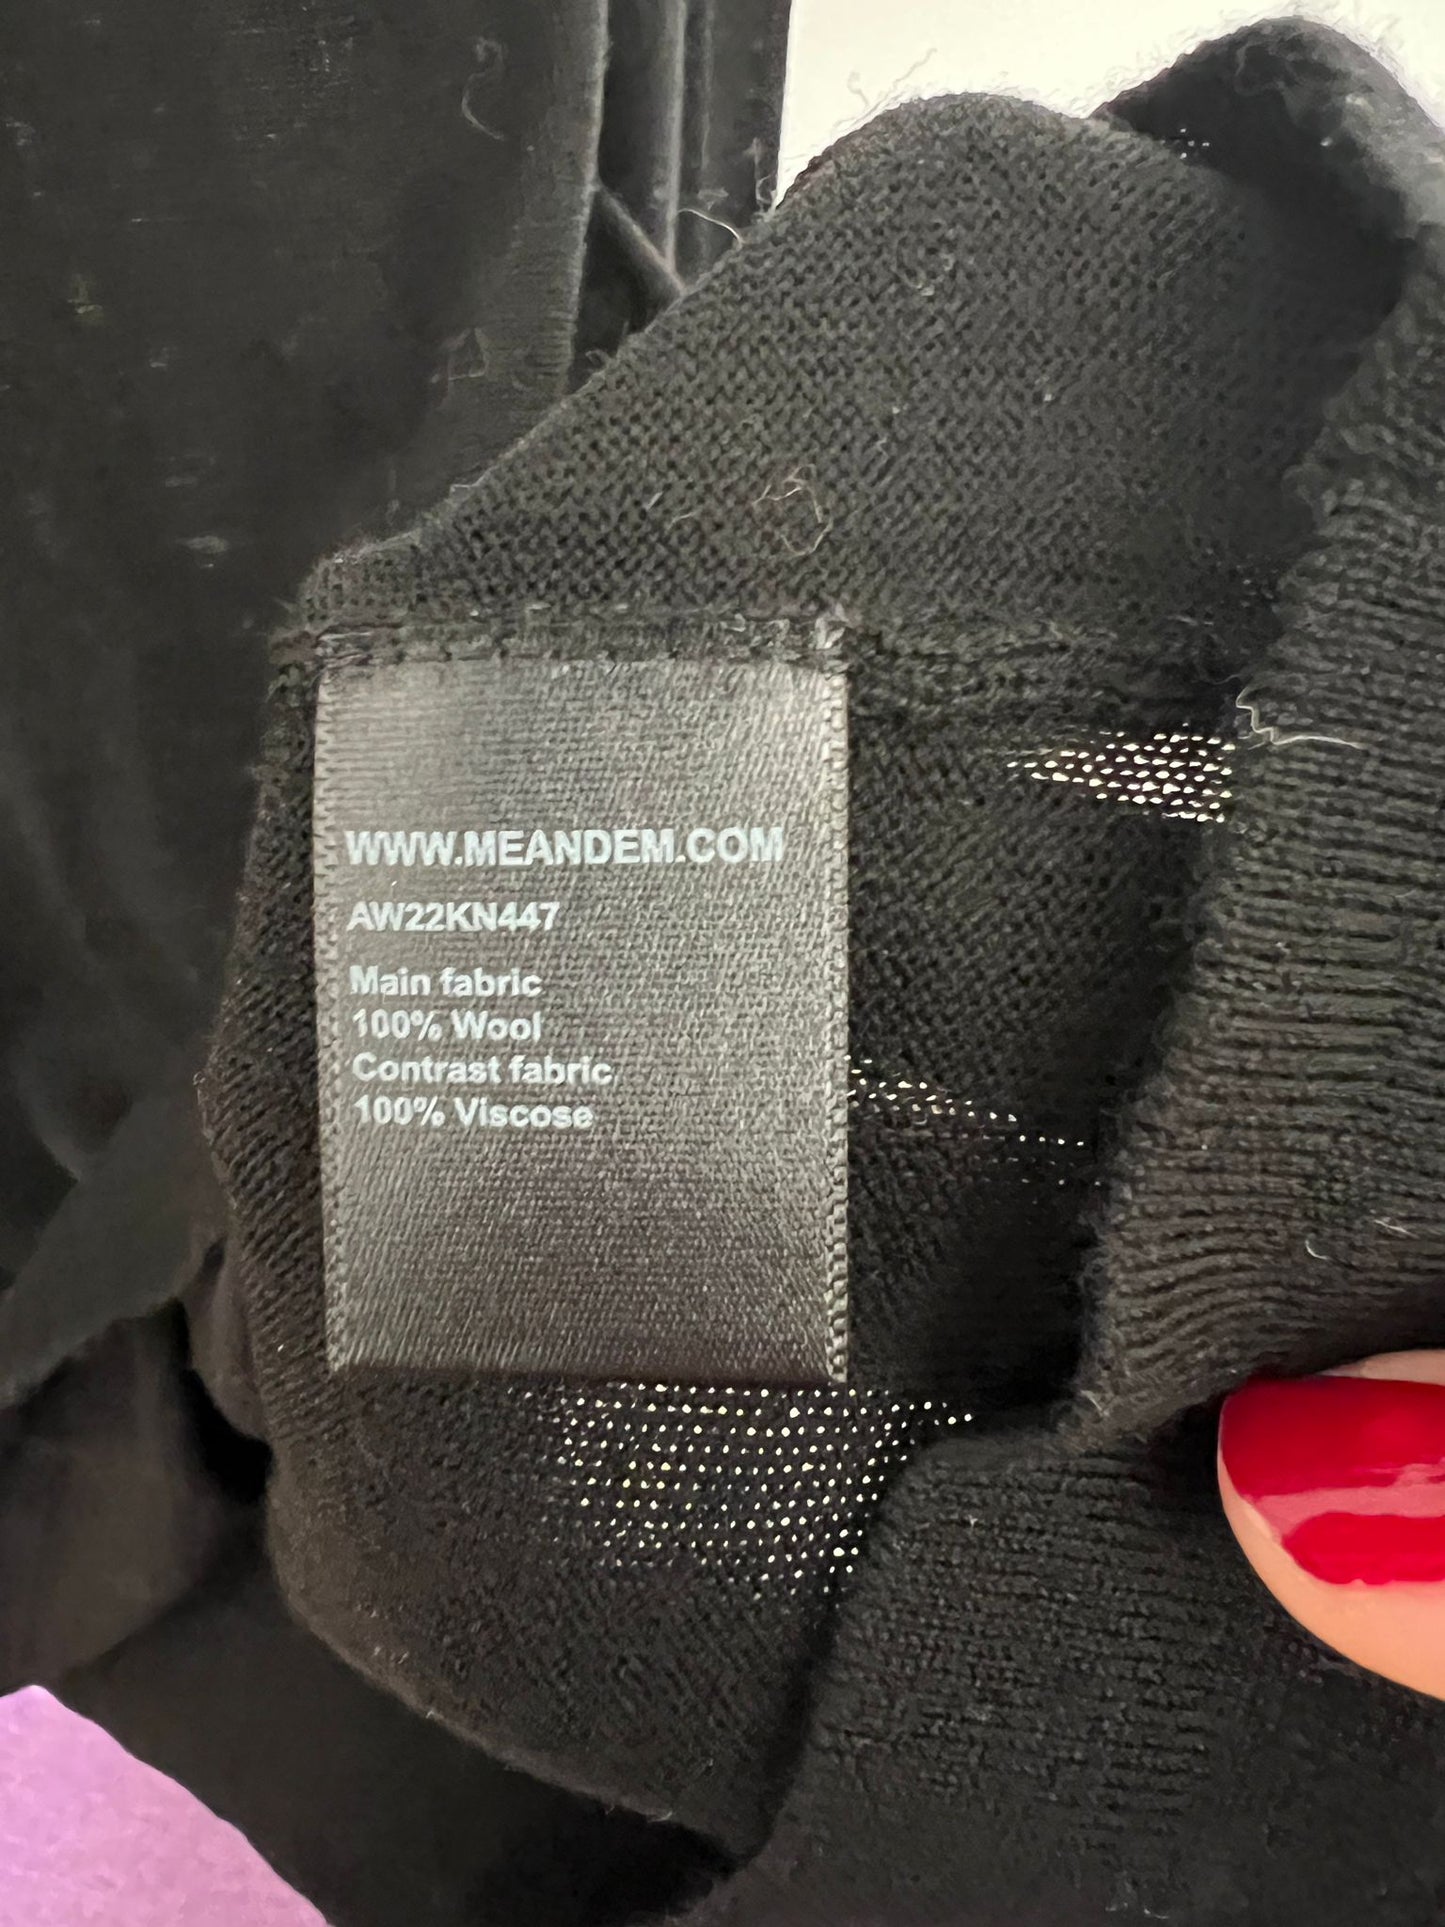 WWW.MEANDEM.COM
AW22KN447
Main fabric
100% Wool
Contrast fabric
100% Viscose